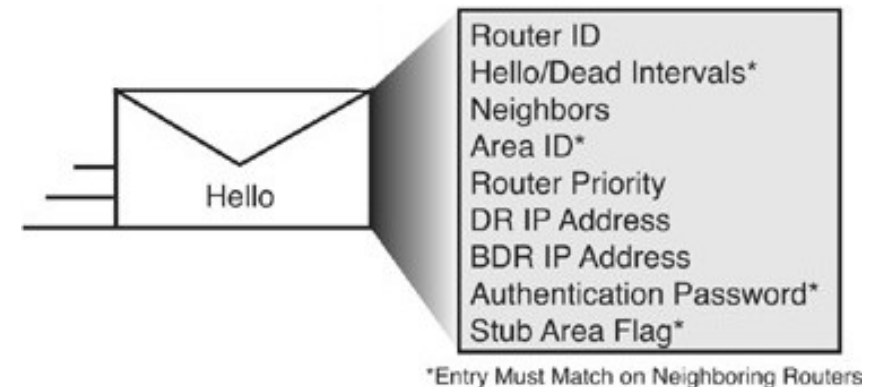 Hello
Router ID
Hello/Dead Intervals*
Neighbors
Area ID*
Router Priority
DR IP Address
BDR IP Address
Authentication Password*
Stub Area Flag*
*Entry Must Match on Neighboring Routers